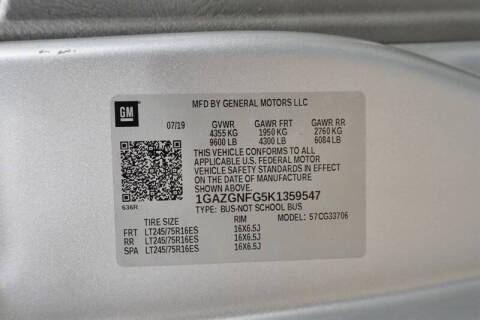 MFD BY GENERAL MOTORS LLC
GM
07/19
GVWR GAWR FRT GAWR RR
4355 KG 1950 KG 2760 KG
9600 LB 4300 LB 6084 LB
THIS VEHICLE CONFORMS TO ALL
APPLICABLE U.S. FEDERAL MOTOR
VEHICLE SAFETY STANDARDS IN EFFECT
ON THE DATE OF MANUFACTURE
SHOWN ABOVE.
1GAZGNFG5K1359547
TYPE: BUS-NOT SCHOOL BUS
636R
MODEL: 57CG33706
TIRE SIZE RIM
FRT LT245/75R16ES 16X6.5J
RR LT245/75R16ES 16X6.5J
SPA LT245/75R16ES 16X6.5J